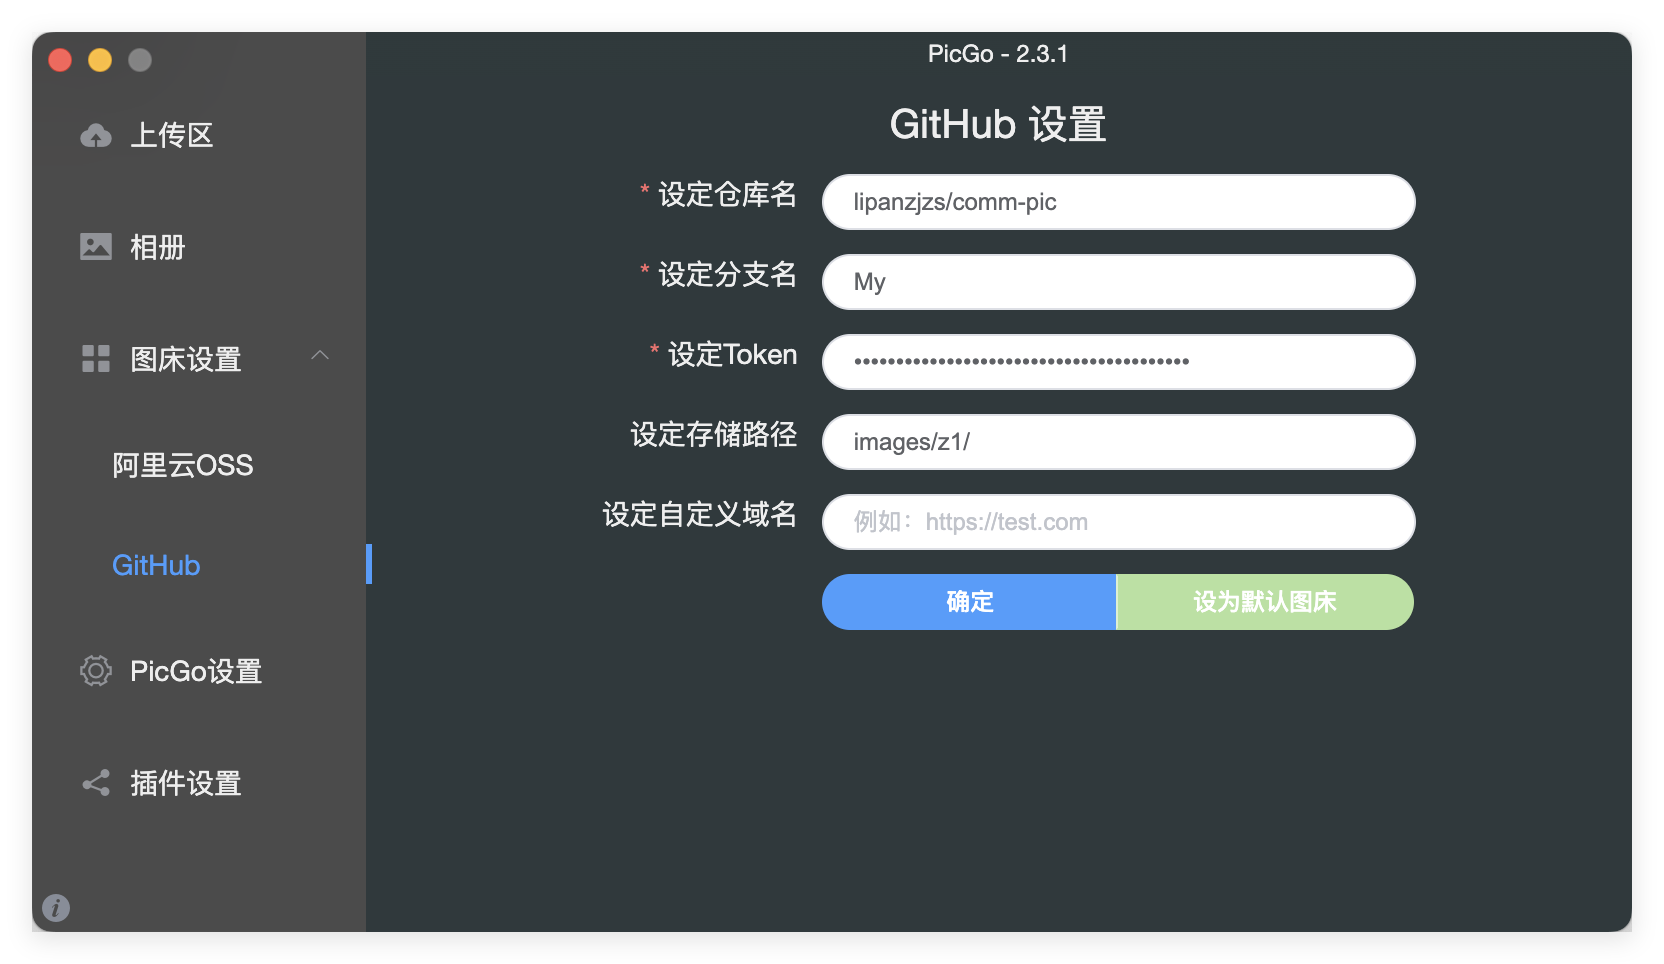 PicGo - 2.3.1
上传区
相册
图床设置
阿里云OSS
GitHub
PicGo设置
插件设置
GitHub 设置
* 设定仓库名
lipanzjzs/comm-pic
* 设定分支名
My
* 设定Token
••••••••••••••••••••••••••••••••••••••••
设定存储路径
images/z1/
设定自定义域名
例如：https://test.com
确定
设为默认图床